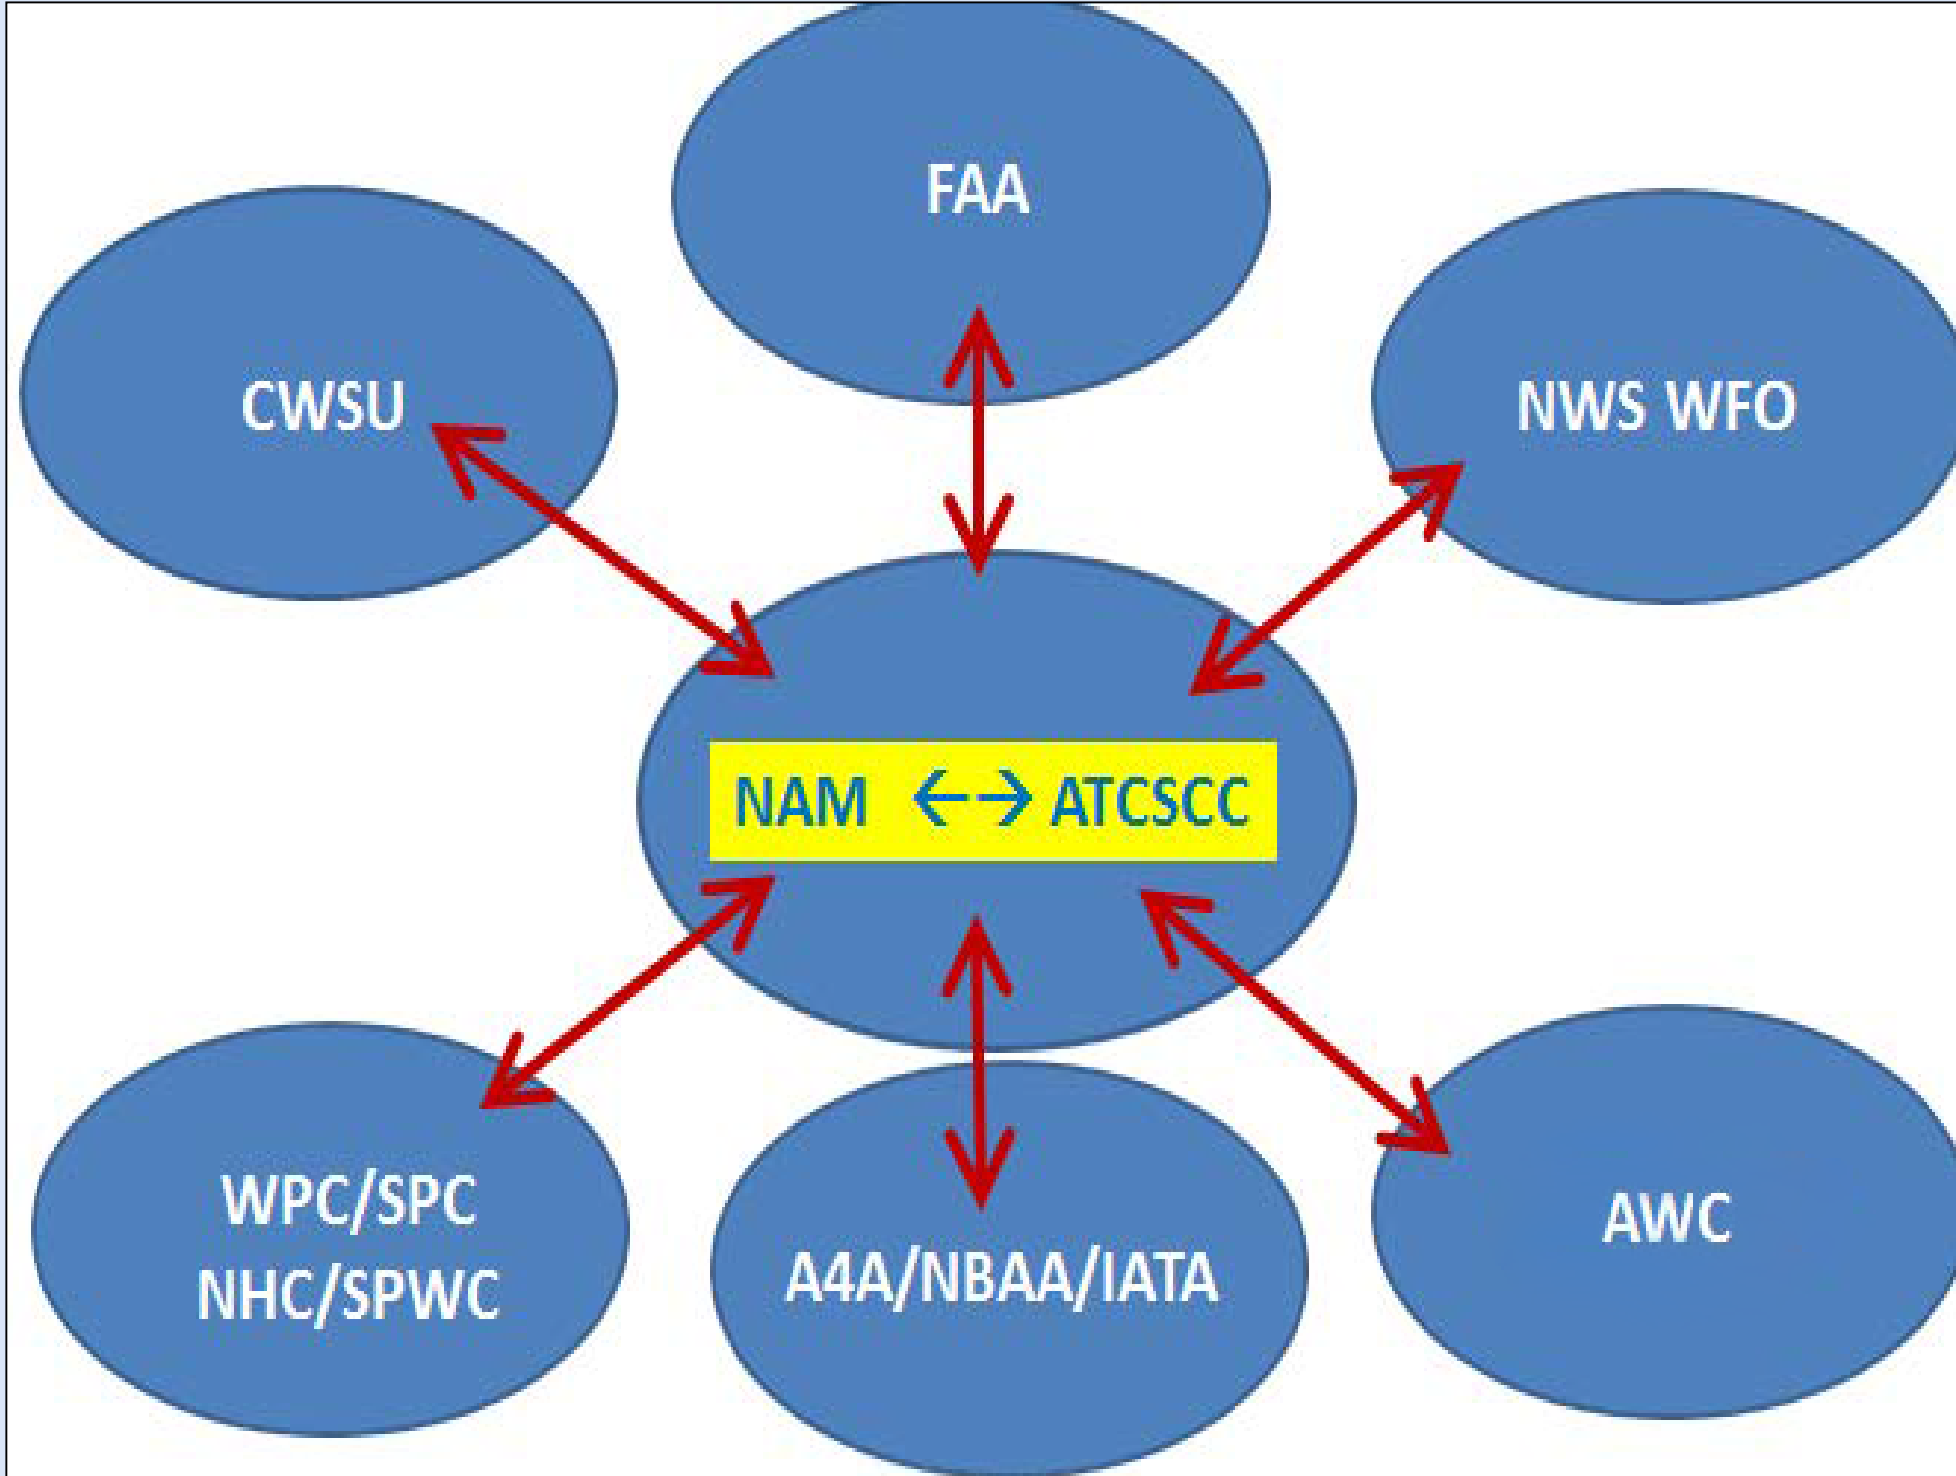 FAA
CWSU
NWS WFO
NAM ←→ ATCSCC
WPC/SPC
NHC/SPWC
A4A/NBAA/IATA
AWC